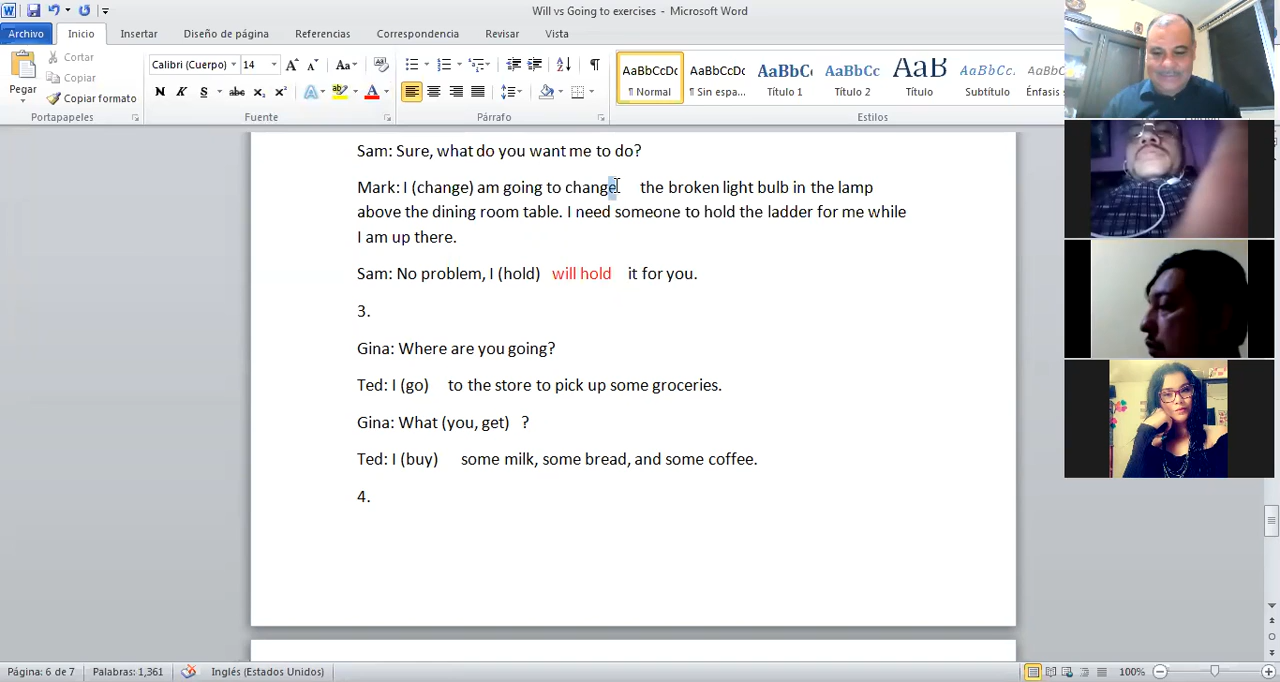 Will vs Going to exercises - Microsoft Word
Archivo Inicio Insertar Diseño de página Referencias Correspondencia Revisar Vista
Pegar
Cortar
Copiar
Copiar formato
Portapapeles
Calibri (Cuerpo) 14
Fuente
Párrafo
AaBbCcDc AaBbCcDc AaBbC AaBbCc AaB AaBbCc. AaBbCc
¶ Normal ¶ Sin espa... Título 1 Título 2 Título Subtítulo Énfasis
Estilos
Sam: Sure, what do you want me to do?
Mark: I (change) am going to change the broken light bulb in the lamp
above the dining room table. I need someone to hold the ladder for me while
I am up there.
Sam: No problem, I (hold) will hold it for you.
3.
Gina: Where are you going?
Ted: I (go) to the store to pick up some groceries.
Gina: What (you, get) ?
Ted: I (buy) some milk, some bread, and some coffee.
4.
Página: 6 de 7 Palabras: 1,361 Inglés (Estados Unidos) 100%